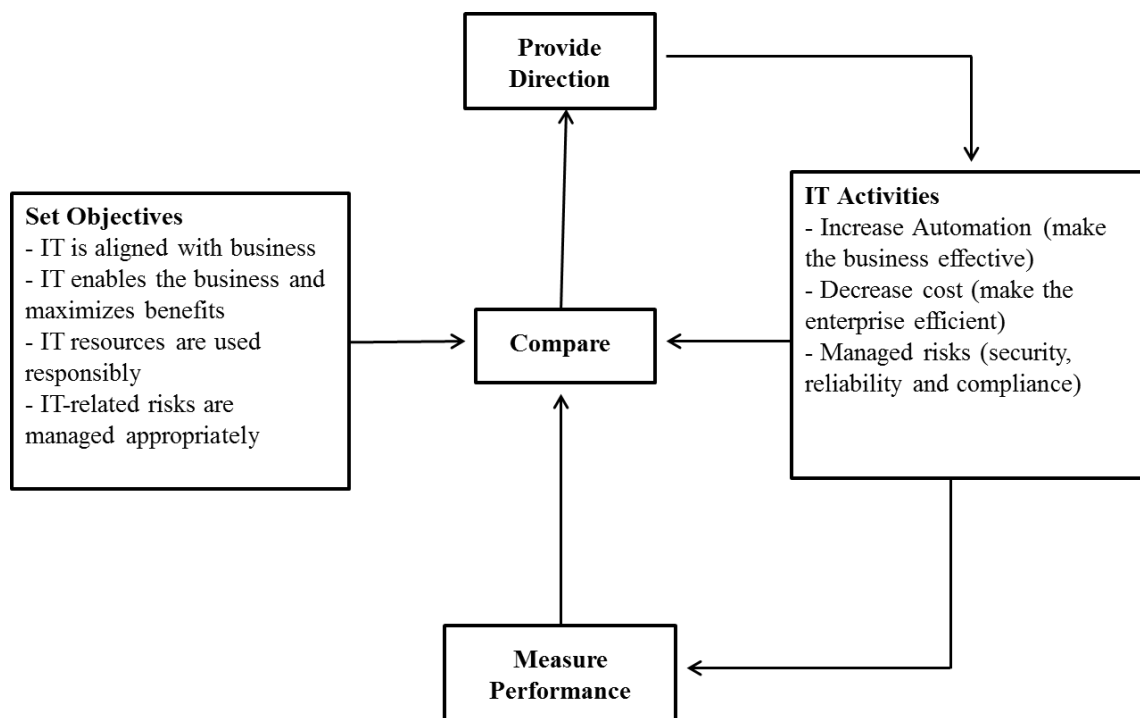 Provide
Direction
Set Objectives
- IT is aligned with business
- IT enables the business and
maximizes benefits
- IT resources are used
responsibly
- IT-related risks are
managed appropriately
Compare
IT Activities
- Increase Automation (make
the business effective)
- Decrease cost (make the
enterprise efficient)
- Managed risks (security,
reliability and compliance)
Measure
Performance